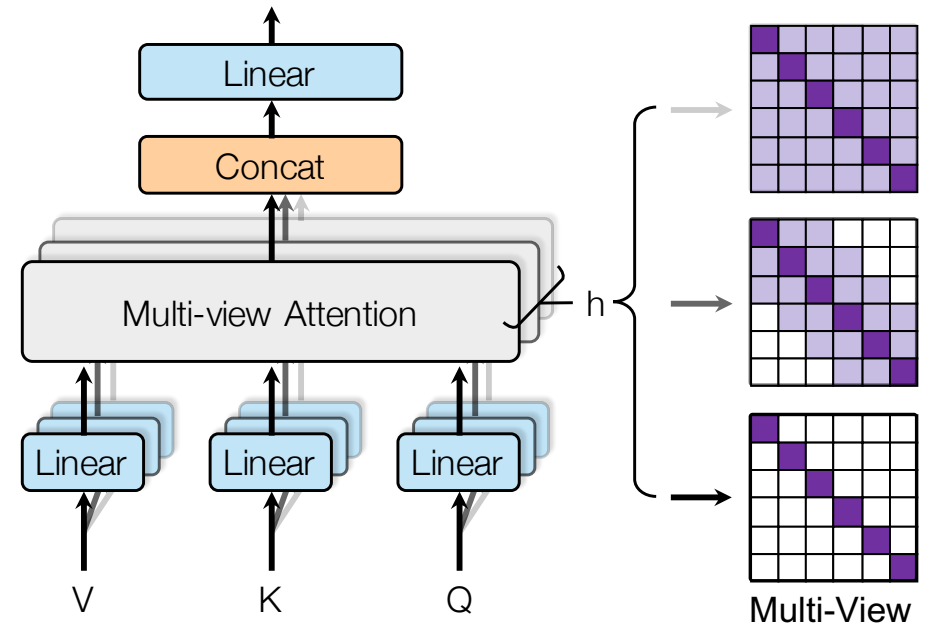 Linear
Concat
Multi-view Attention
h
Linear
Linear
Linear
V
K
Q
Multi-View